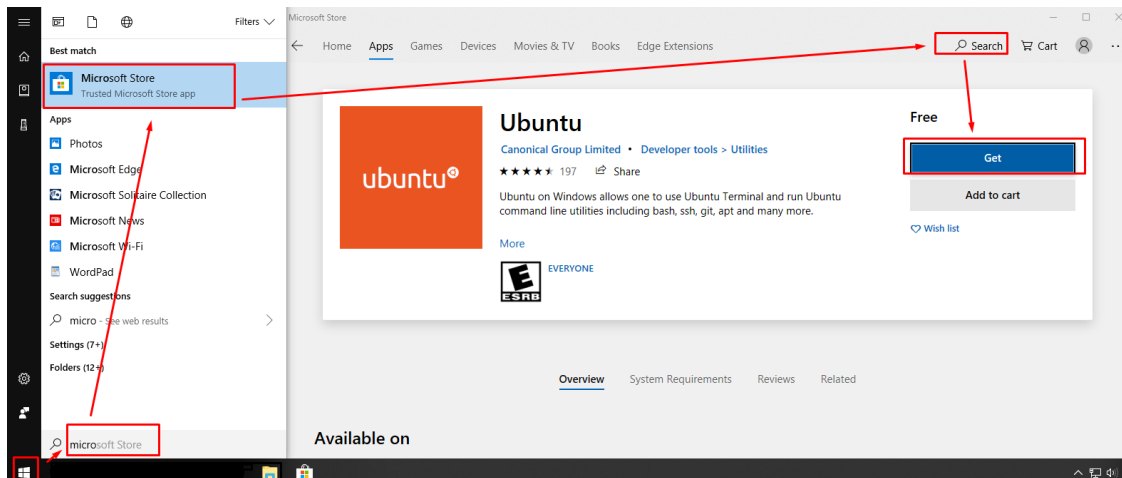 Filters
Best match
Microsoft Store
Trusted Microsoft Store app
Apps
Photos
Microsoft Edge
Microsoft Solitaire Collection
Microsoft News
Microsoft Wi-Fi
WordPad
Search suggestions
micro - See web results
Settings (7+)
Folders (12+)
microsoft Store
Microsoft Store
Home Apps Games Devices Movies & TV Books Edge Extensions
Search Cart
ubuntu
Ubuntu
Canonical Group Limited • Developer tools > Utilities
197 Share
Ubuntu on Windows allows one to use Ubuntu Terminal and run Ubuntu
command line utilities including bash, ssh, git, apt and many more.
More
E
ESRB
EVERYONE
Free
Get
Add to cart
Wish list
Overview System Requirements Reviews Related
Available on